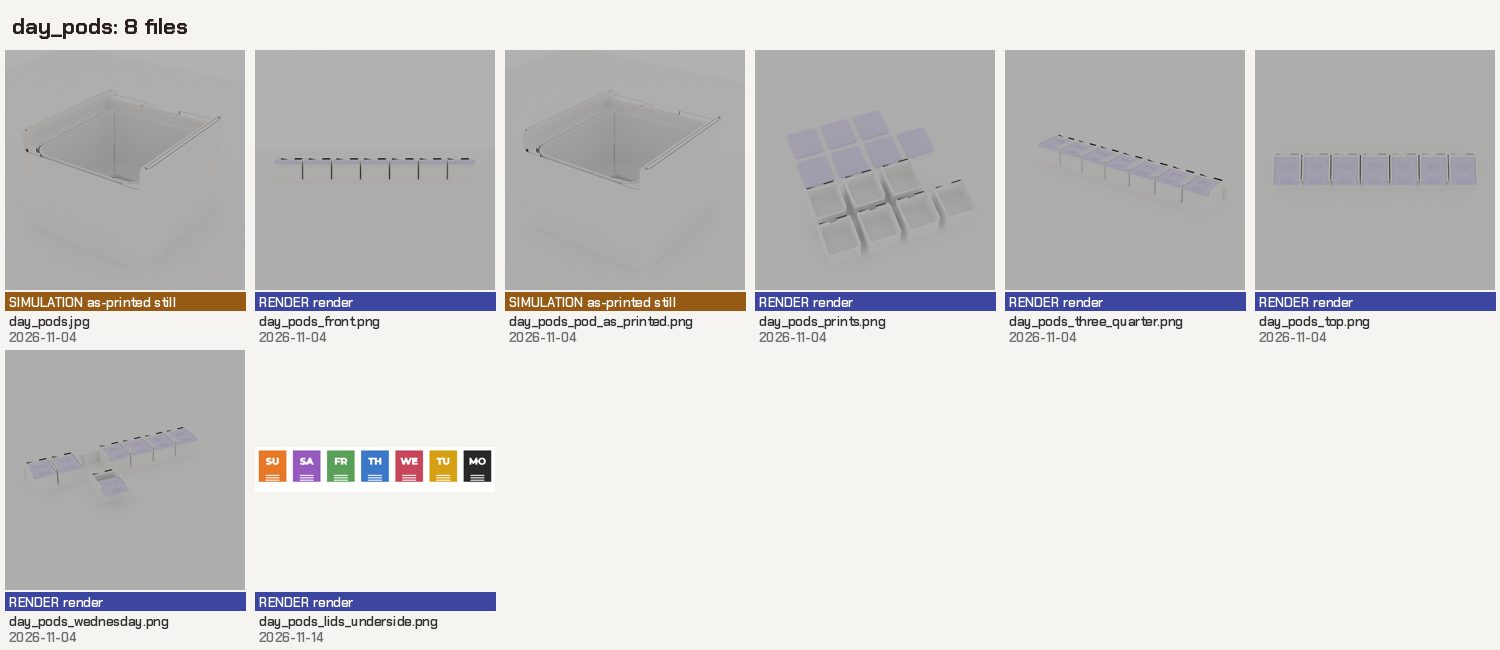 day_pods: 8 files
SIMULATION as-printed still
RENDER render
SIMULATION as-printed still
RENDER render
RENDER render
RENDER render
day_pods.jpg
day_pods_front.png
day_pods_pod_as_printed.png
day_pods_prints.png
day_pods_three_quarter.png
day_pods_top.png
2026-11-04
2026-11-04
2026-11-04
2026-11-04
2026-11-04
2026-11-04
SU SA FR TH WE TU MO
RENDER render
RENDER render
day_pods_wednesday.png
day_pods_lids_underside.png
2026-11-04
2026-11-14